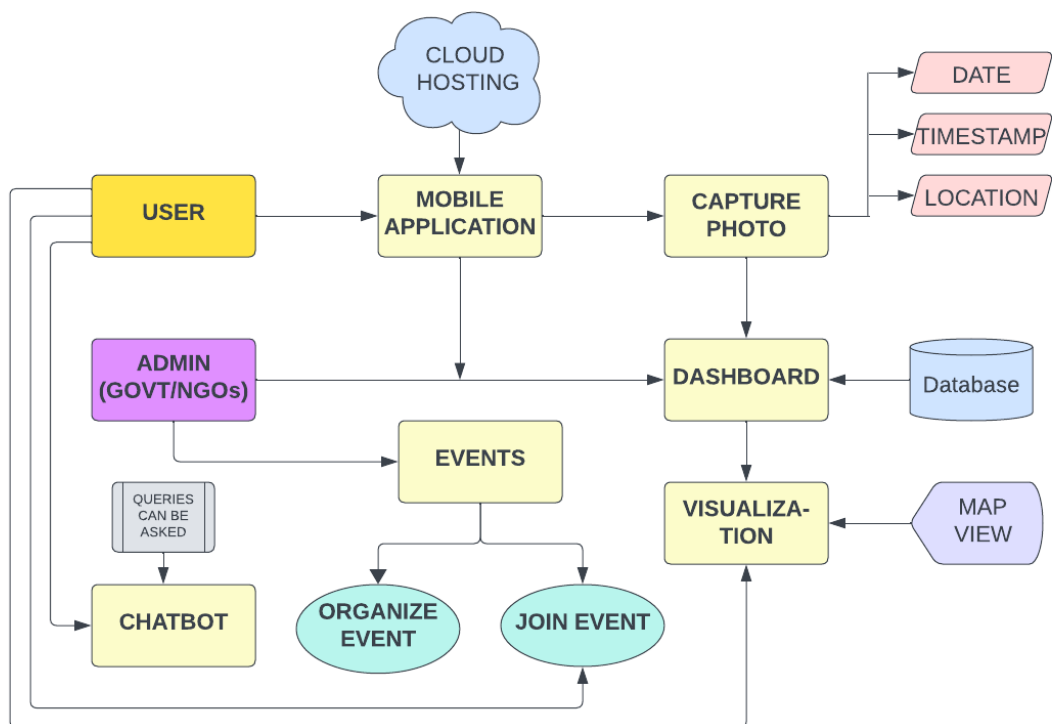 CLOUD
HOSTING
DATE
TIMESTAMP
LOCATION
USER
MOBILE
APPLICATION
CAPTURE
PHOTO
ADMIN
(GOVT/NGOs)
DASHBOARD
Database
EVENTS
QUERIES
CAN BE
ASKED
VISUALIZA-
TION
MAP
VIEW
CHATBOT
ORGANIZE
EVENT
JOIN EVENT